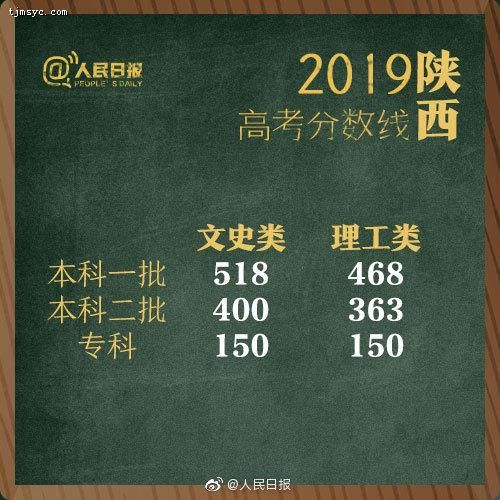 tjmsyc.com
@人民日报
PEOPLE'S DAILY
2019陕西
高考分数线
文史类 理工类
本科一批 518 468
本科二批 400 363
专科 150 150
@人民日报